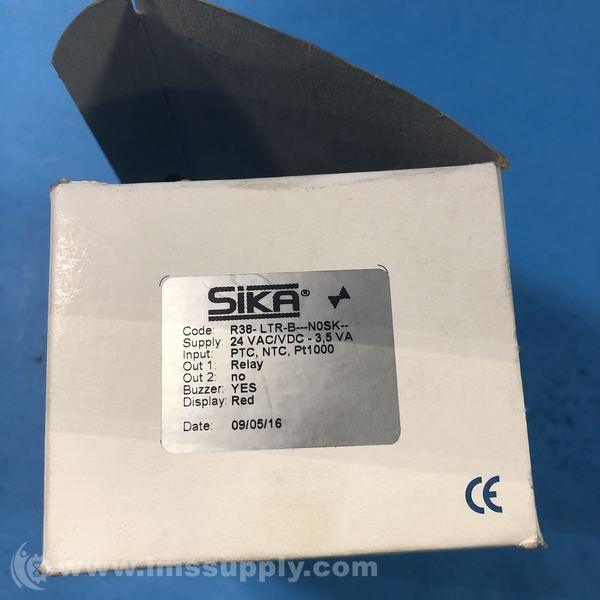 SIKA®
Code: R38- LTR-B---N0SK--
Supply: 24 VAC/VDC - 3,5 VA
Input: PTC, NTC, Pt1000
Out 1: Relay
Out 2: no
Buzzer: YES
Display: Red
Date: 09/05/16
CE
www.imssupply.com